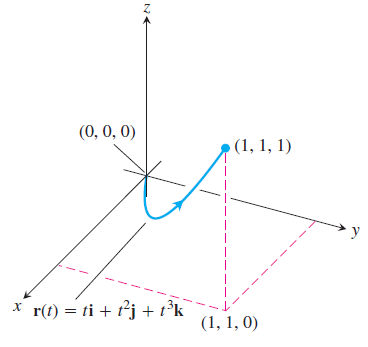 z
(0, 0, 0)
(1, 1, 1)
y
x
r(t) = ti + t²j + t³k
(1, 1, 0)